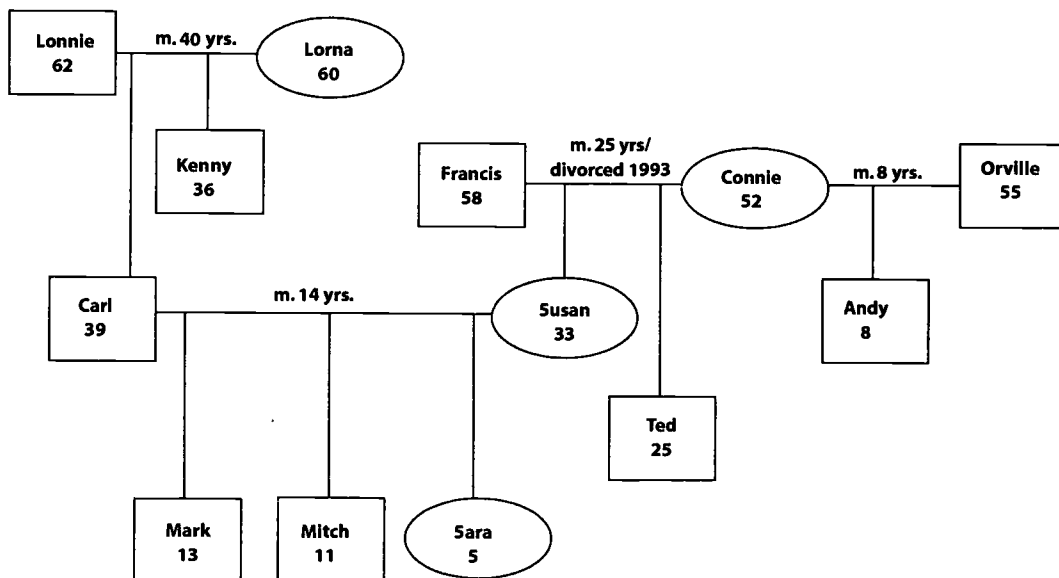 Lonnie
62
m. 40 yrs.
Lorna
60
Kenny
36
Francis
58
m. 25 yrs/
divorced 1993
Connie
52
m. 8 yrs.
Orville
55
Carl
39
m. 14 yrs.
Susan
33
Andy
8
Ted
25
Mark
13
Mitch
11
Sara
5